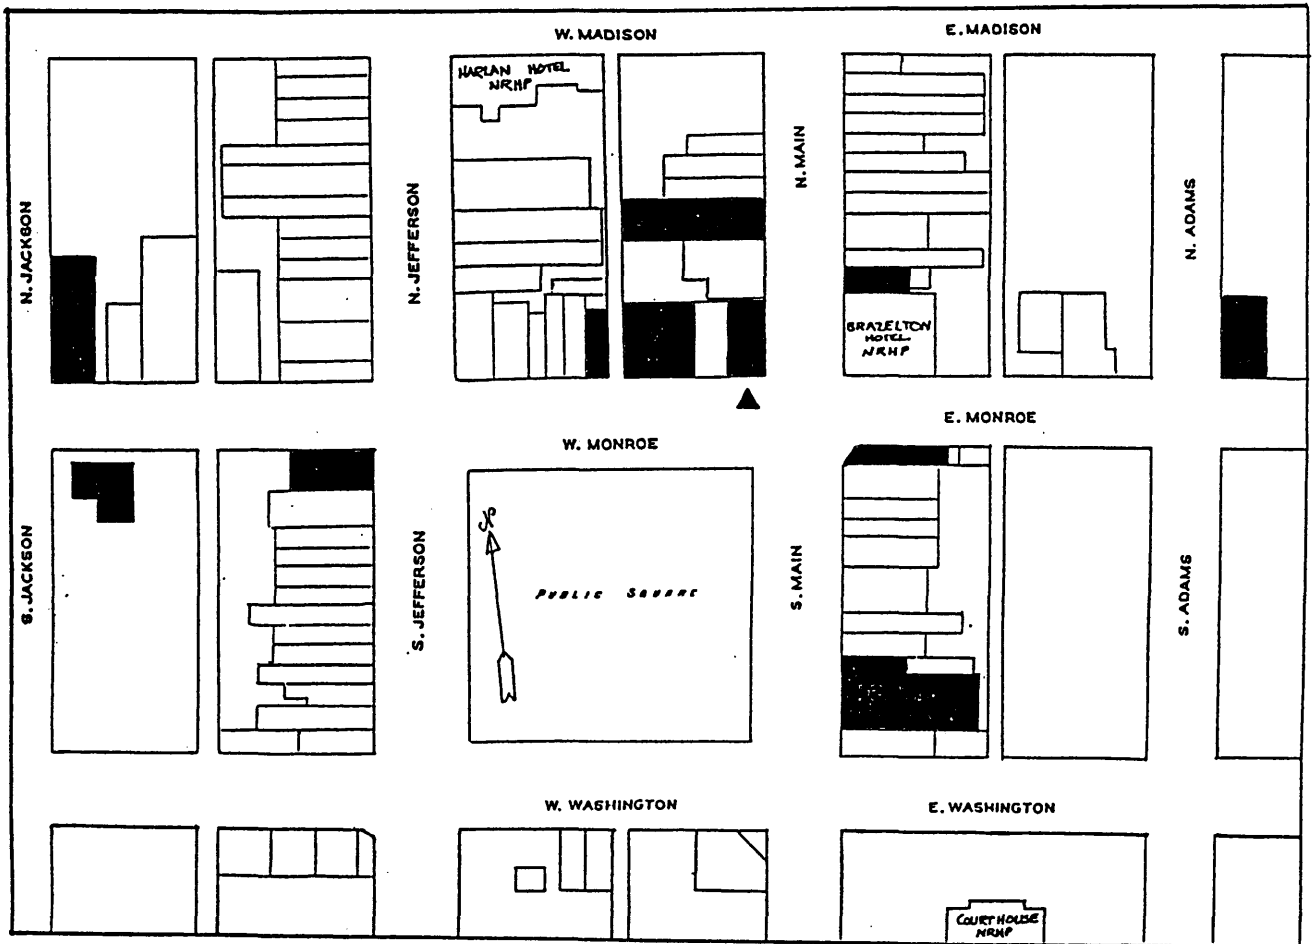 W. MADISON
E. MADISON
HARLAN HOTEL
NRHP
N. JACKSON
N. JEFFERSON
N. MAIN
N. ADAMS
BRAZELTON
HOTEL
NRHP
W. MONROE
E. MONROE
S. JACKSON
S. JEFFERSON
N
PUBLIC SQUARE
S. MAIN
S. ADAMS
W. WASHINGTON
E. WASHINGTON
COURTHOUSE
NRHP